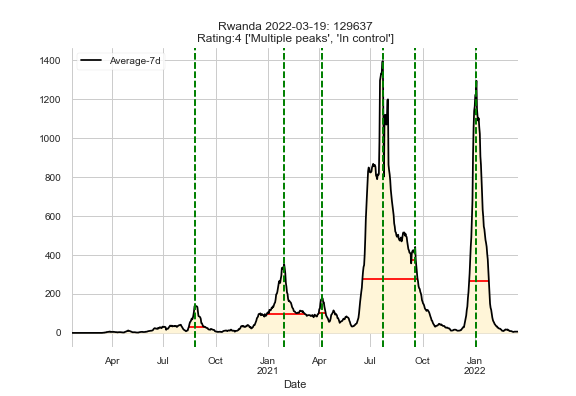 Rwanda 2022-03-19: 129637
Rating:4 ['Multiple peaks', 'In control']
Average-7d
1400
1200
1000
800
600
400
200
0
Apr Jul Oct Jan Apr Jul Oct Jan
2021 2022
Date